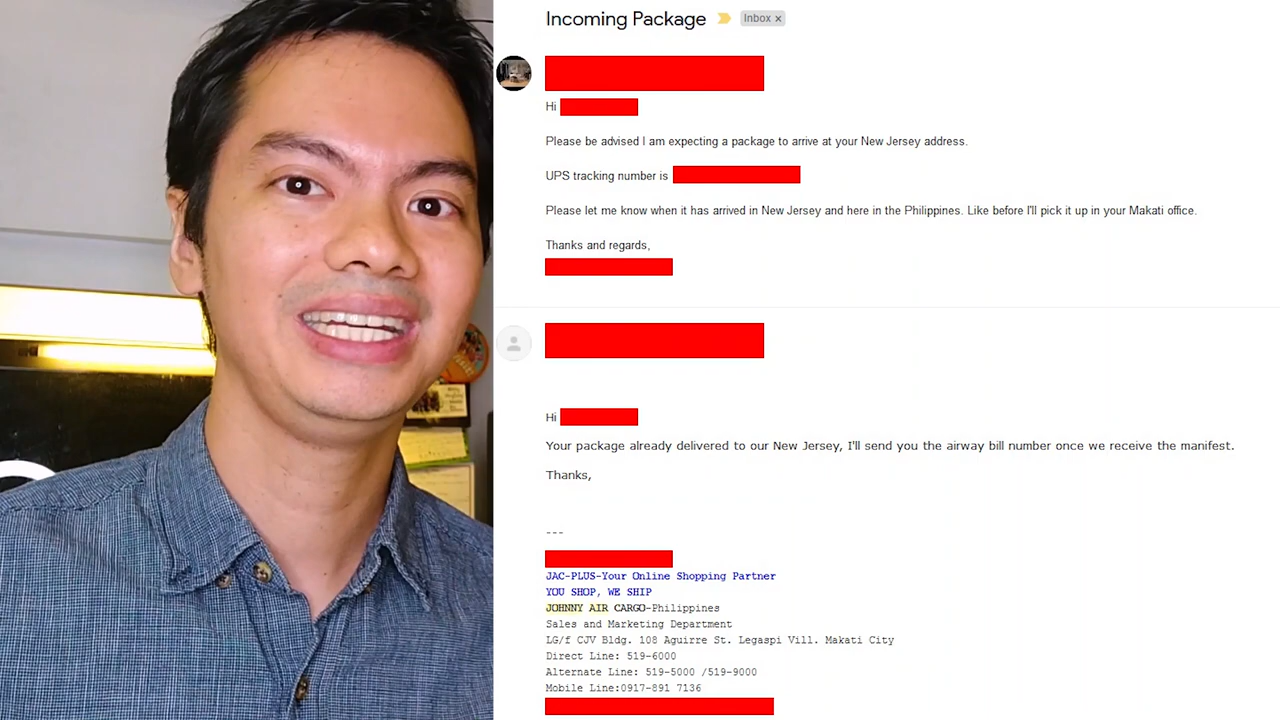 Incoming Package
Inbox ×
Hi
Please be advised I am expecting a package to arrive at your New Jersey address.
UPS tracking number is
Please let me know when it has arrived in New Jersey and here in the Philippines. Like before I'll pick it up in your Makati office.
Thanks and regards,
Hi
Your package already delivered to our New Jersey, I'll send you the airway bill number once we receive the manifest.
Thanks,
---
JAC-PLUS-Your Online Shopping Partner
YOU SHOP, WE SHIP
JOHNNY AIR CARGO-Philippines
Sales and Marketing Department
LG/f CJV Bldg. 108 Aguirre St. Legaspi Vill. Makati City
Direct Line: 519-6000
Alternate Line: 519-5000 /519-9000
Mobile Line:0917-891 7136